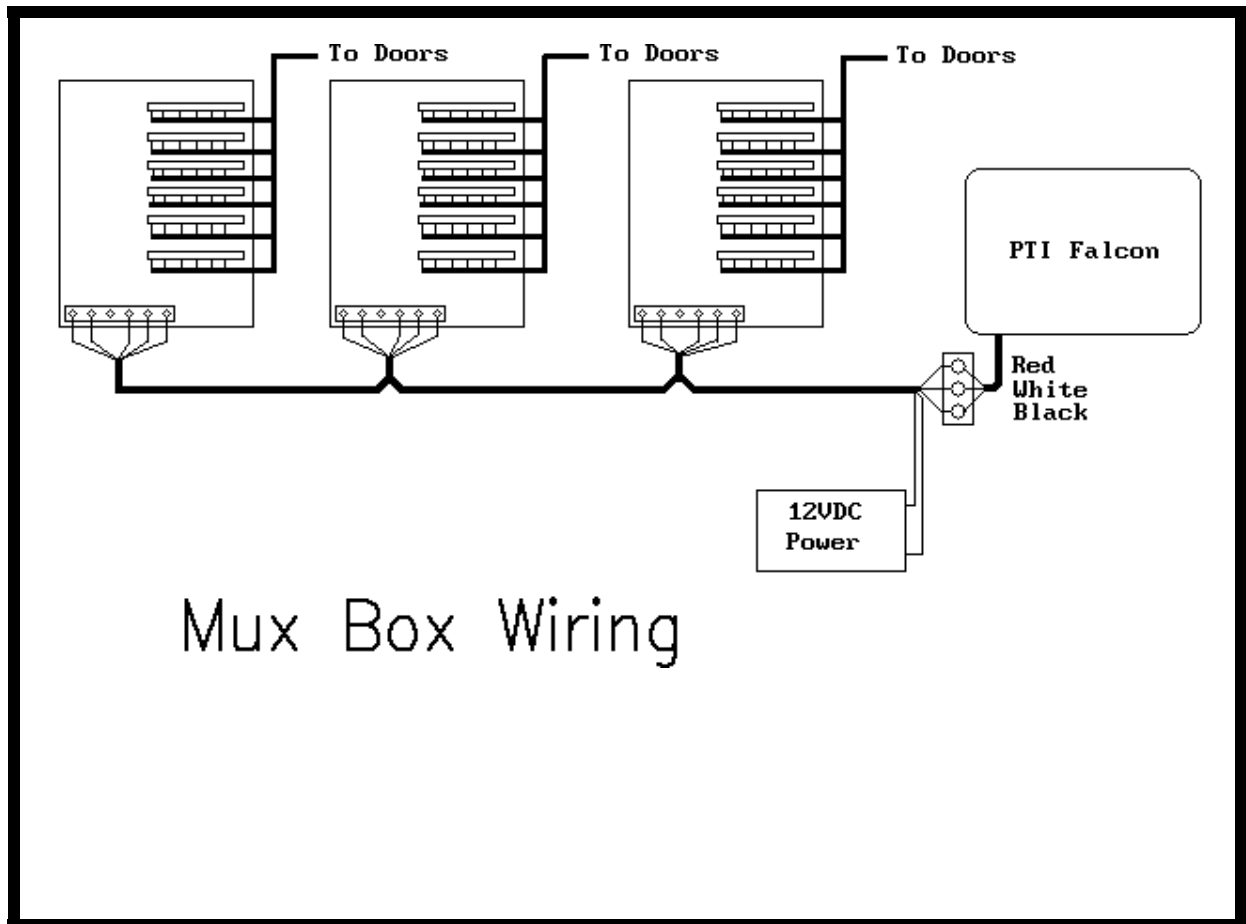 To Doors
To Doors
To Doors
PTI Falcon
Red
White
Black
12VDC
Power
Mux Box Wiring